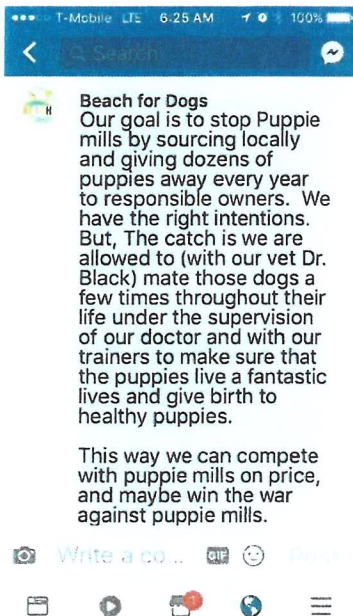 T-Mobile LTE 6:25 AM 100%
Search
Beach for Dogs
Our goal is to stop Puppie
mills by sourcing locally
and giving dozens of
puppies away every year
to responsible owners. We
have the right intentions.
But, The catch is we are
allowed to (with our vet Dr.
Black) mate those dogs a
few times throughout their
life under the supervision
of our doctor and with our
trainers to make sure that
the puppies live a fantastic
lives and give birth to
healthy puppies.
This way we can compete
with puppie mills on price,
and maybe win the war
against puppie mills.
Write a co... GIF Post
1